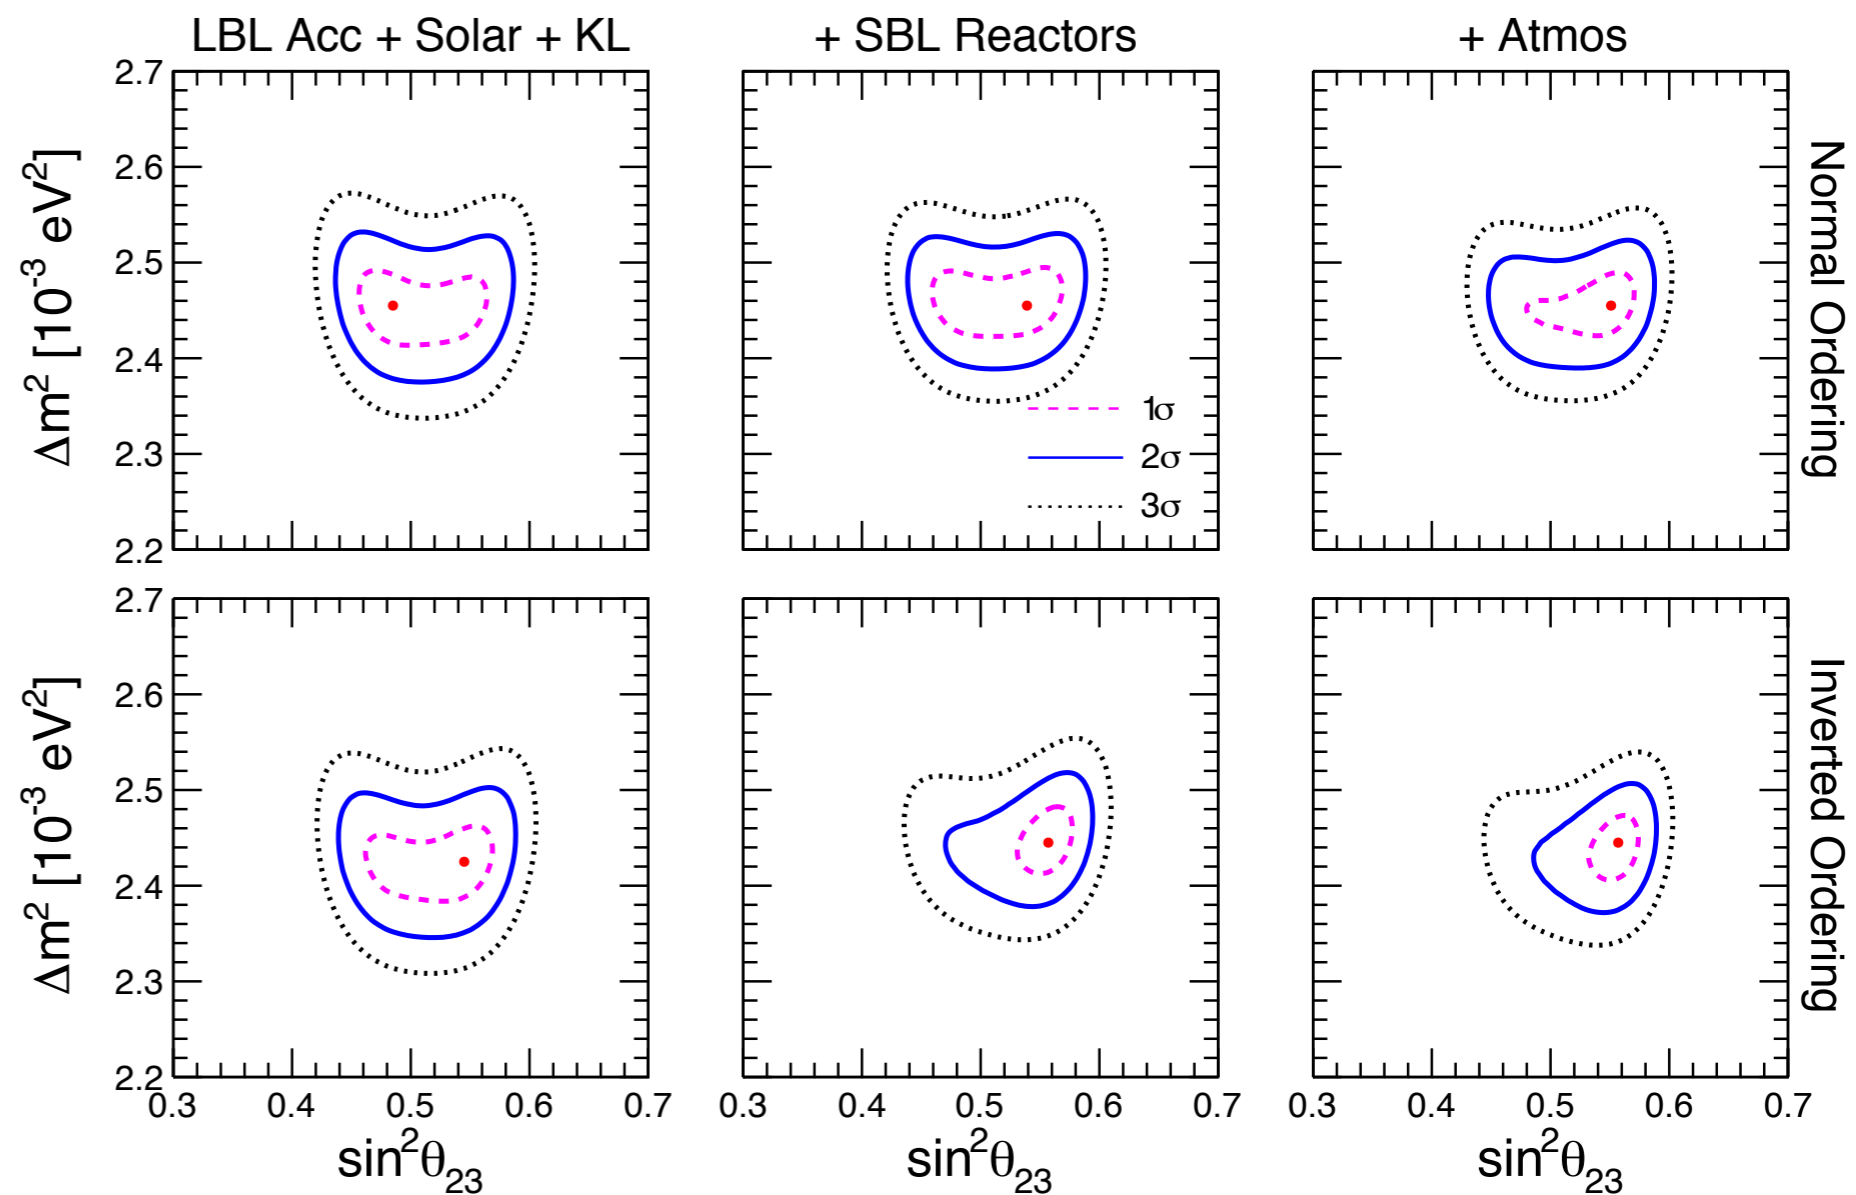 LBL Acc + Solar + KL
+ SBL Reactors
+ Atmos
2.7
2.6
2.5
2.4
2.3
2.2
Δm² [10⁻³ eV²]
1σ
2σ
3σ
Normal Ordering
2.7
2.6
2.5
2.4
2.3
2.2
Δm² [10⁻³ eV²]
Inverted Ordering
0.3 0.4 0.5 0.6 0.7
0.3 0.4 0.5 0.6 0.7
0.3 0.4 0.5 0.6 0.7
sin²θ₂₃
sin²θ₂₃
sin²θ₂₃